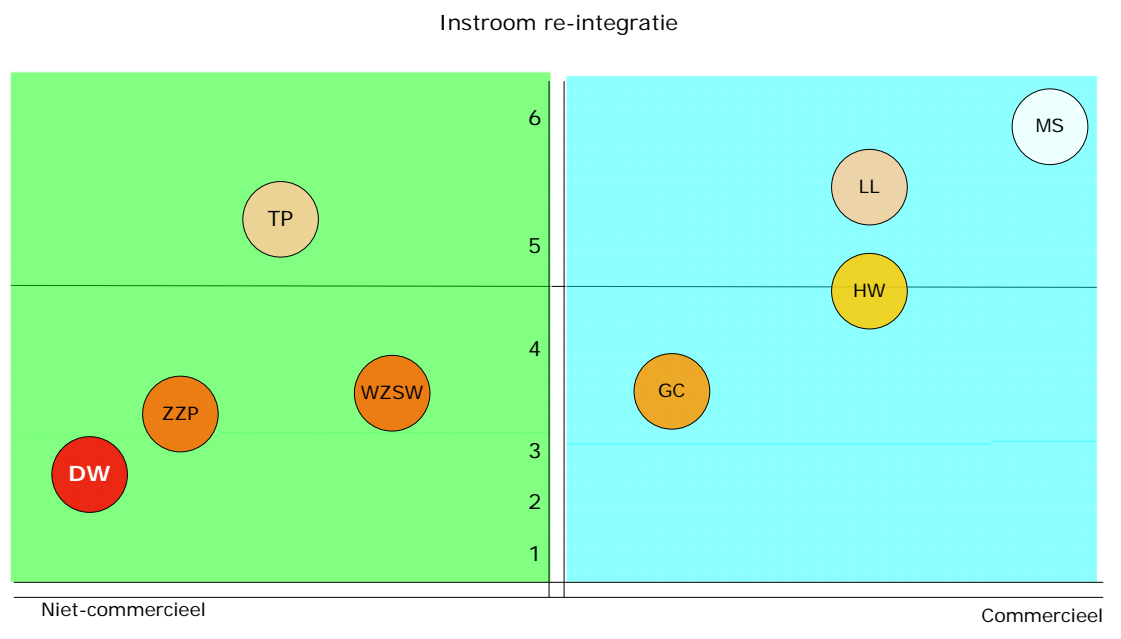 Instroom re-integratie
6
MS
LL
TP
5
HW
4
WZSW
GC
ZZP
3
DW
2
1
Niet-commercieel
Commercieel